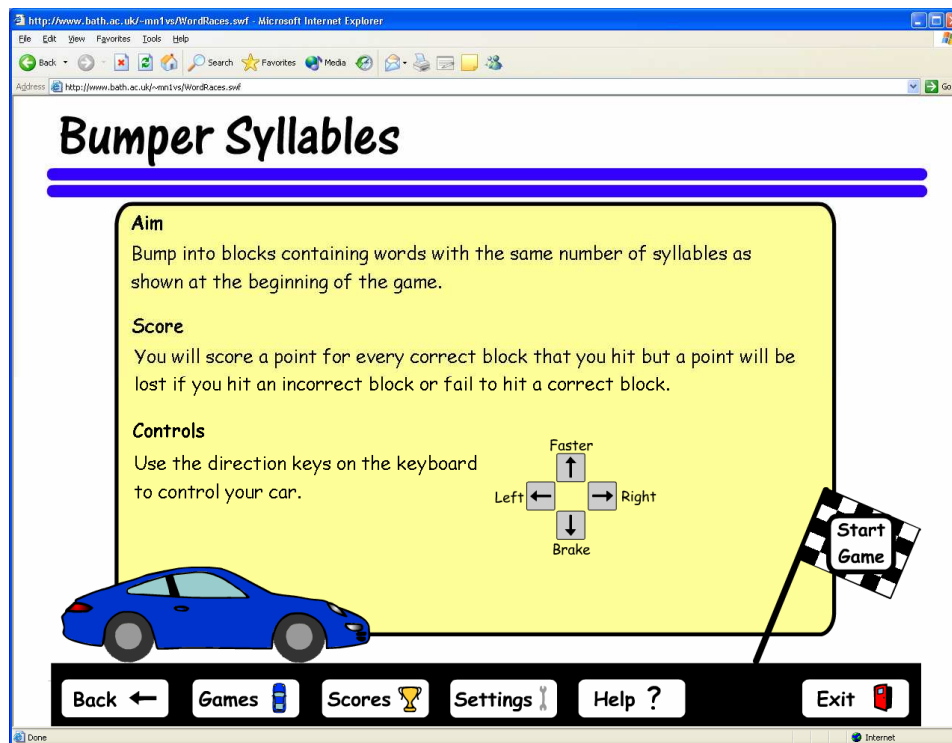 http://www.bath.ac.uk/~mn1vs/WordRaces.swf - Microsoft Internet Explorer
File Edit View Favorites Tools Help
Back Search Favorites Media
Address http://www.bath.ac.uk/~mn1vs/WordRaces.swf Go
Bumper Syllables
Aim
Bump into blocks containing words with the same number of syllables as
shown at the beginning of the game.
Score
You will score a point for every correct block that you hit but a point will be
lost if you hit an incorrect block or fail to hit a correct block.
Controls
Use the direction keys on the keyboard
to control your car.
Faster
Left Right
Brake
Start
Game
Back Games Scores Settings Help ? Exit
Done Internet